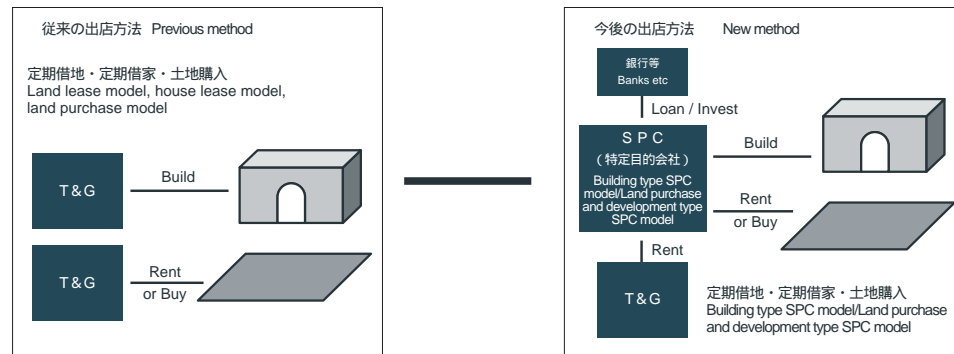 従来の出店方法 Previous method
定期借地・定期借家・土地購入
Land lease model, house lease model,
land purchase model
T&G
Build
T&G
Rent
or Buy
今後の出店方法 New method
銀行等
Banks etc
Loan / Invest
SPC
(特定目的会社)
Building type SPC
model/Land purchase
and development type
SPC model
Build
Rent
or Buy
Rent
T&G
定期借地・定期借家・土地購入
Building type SPC model/Land purchase
and development type SPC model